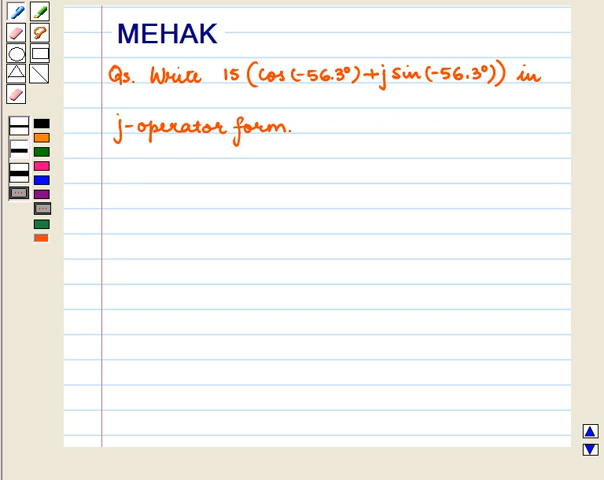 MEHAK
Qs. Write 15 (cos(-56.3°)+j sin(-56.3°)) in
j-operator form.